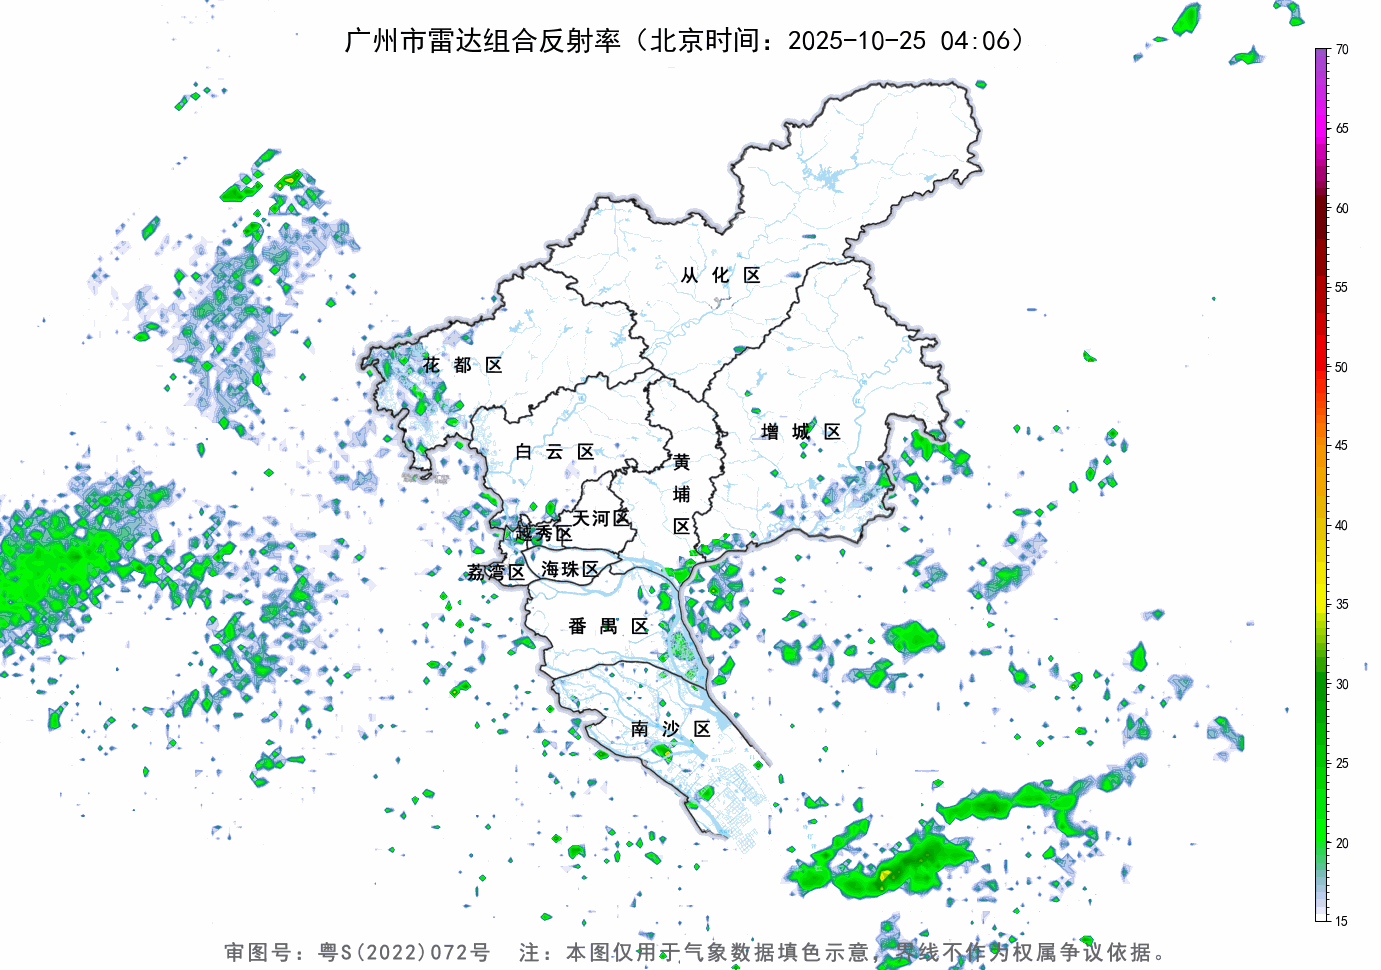 广州市雷达组合反射率（北京时间：2025-10-25 04:06）
70
65
60
55
50
45
40
35
30
25
20
15
从化区
花都区
增城区
白云区
黄埔区
天河区
越秀区
荔湾区
海珠区
番禺区
南沙区
审图号：粤S(2022)072号 注：本图仅用于气象数据填色示意，界线不作为权属争议依据。